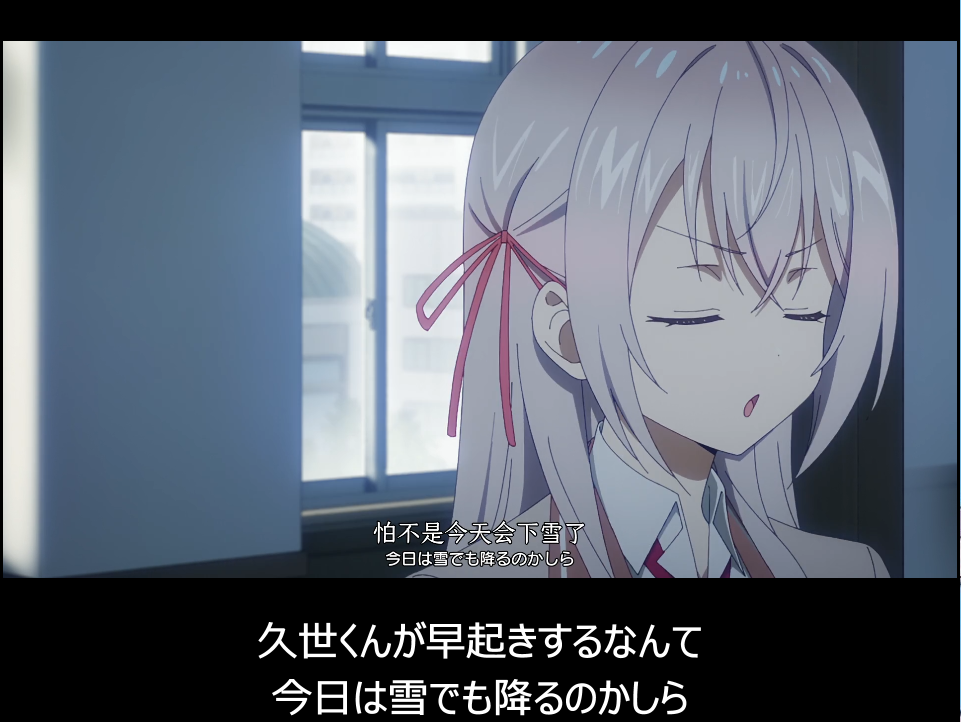 怕不是今天会下雪了
今日は雪でも降るのかしら
久世くんが早起きするなんて
今日は雪でも降るのかしら